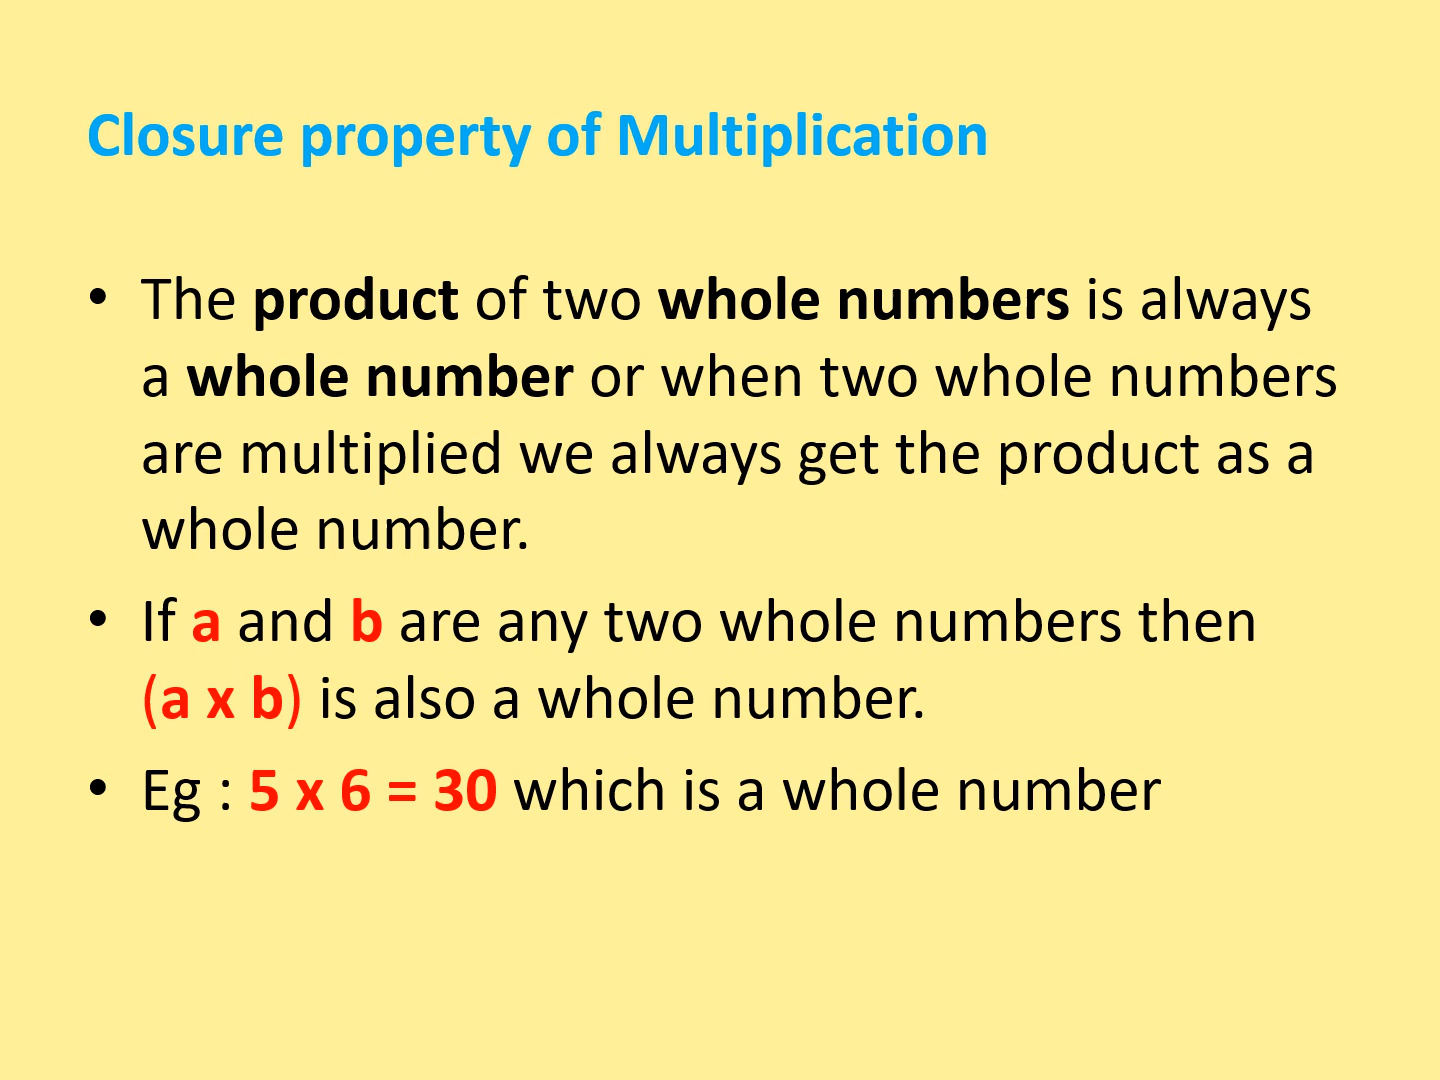 Closure property of Multiplication
• The product of two whole numbers is always
a whole number or when two whole numbers
are multiplied we always get the product as a
whole number.
• If a and b are any two whole numbers then
(a x b) is also a whole number.
• Eg : 5 x 6 = 30 which is a whole number